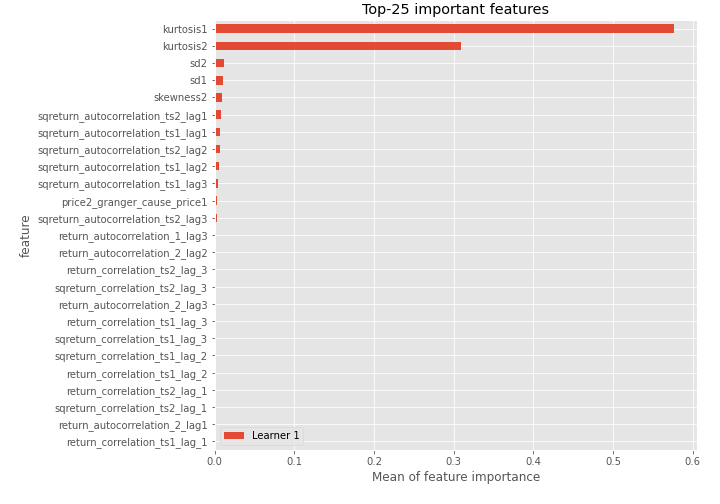 Top-25 important features
kurtosis1
kurtosis2
sd2
sd1
skewness2
sqreturn_autocorrelation_ts2_lag1
sqreturn_autocorrelation_ts1_lag1
sqreturn_autocorrelation_ts2_lag2
sqreturn_autocorrelation_ts1_lag2
sqreturn_autocorrelation_ts1_lag3
price2_granger_cause_price1
sqreturn_autocorrelation_ts2_lag3
return_autocorrelation_1_lag3
return_autocorrelation_2_lag2
return_correlation_ts2_lag_3
sqreturn_correlation_ts2_lag_3
return_autocorrelation_2_lag3
return_correlation_ts1_lag_3
sqreturn_correlation_ts1_lag_3
sqreturn_correlation_ts1_lag_2
return_correlation_ts1_lag_2
return_correlation_ts2_lag_1
sqreturn_correlation_ts2_lag_1
return_autocorrelation_2_lag1
return_correlation_ts1_lag_1
feature
Learner 1
0.0 0.1 0.2 0.3 0.4 0.5 0.6
Mean of feature importance